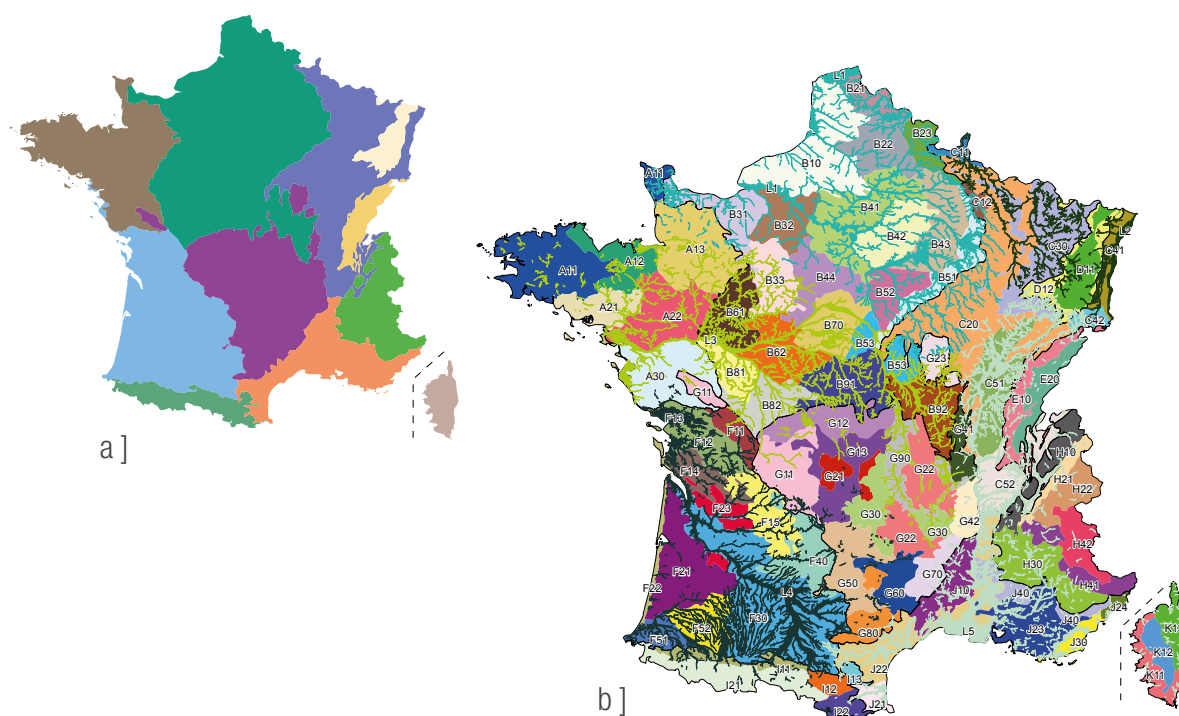 L1
B21
B23
B22
C11
B10
A11
L1
C12
B41
B31
B32
L2
B42
C30
B43
C41
A13
A12
D11
A11
B44
B51
B33
B52
D12
A21
B61
A22
B70
C20
C42
L3
B53
B62
G23
B53
B81
A30
E20
B91
C51
G11
E10
B82
B92
F13
G12
G41
F11
F12
G13
H10
G90
F14
G11
G21
G22
H21
C52
H22
F23
F15
G30
G42
G22
G30
H42
F40
H30
F21
G70
H41
G50
F22
L4
G60
J10
J40
J24
F30
J40
K1
F52
G80
L5
J23
F51
J30
K12
I11
J22
K11
I13
I21
I12
J21
I22
a ]
b ]